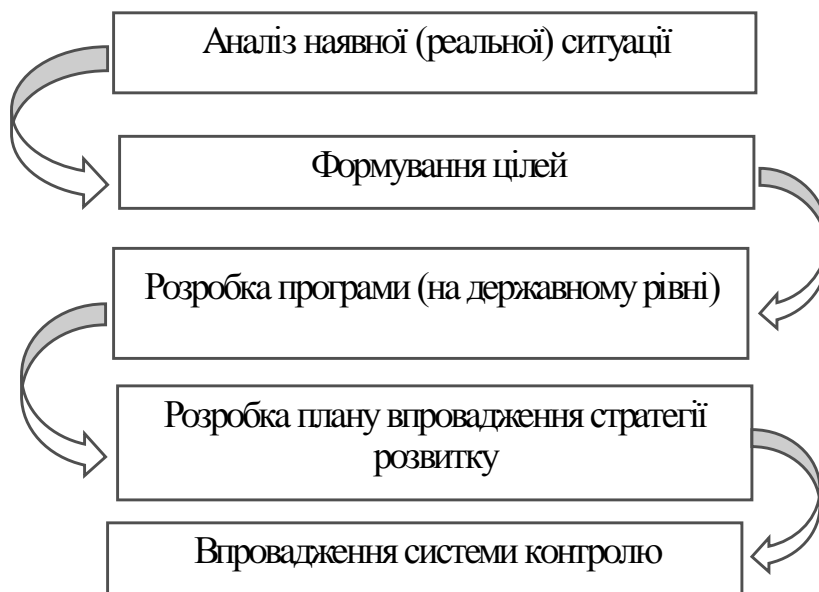 Аналіз наявної (реальної) ситуації
Формування цілей
Розробка програми (на державному рівні)
Розробка плану впровадження стратегії
розвитку
Впровадження системи контролю